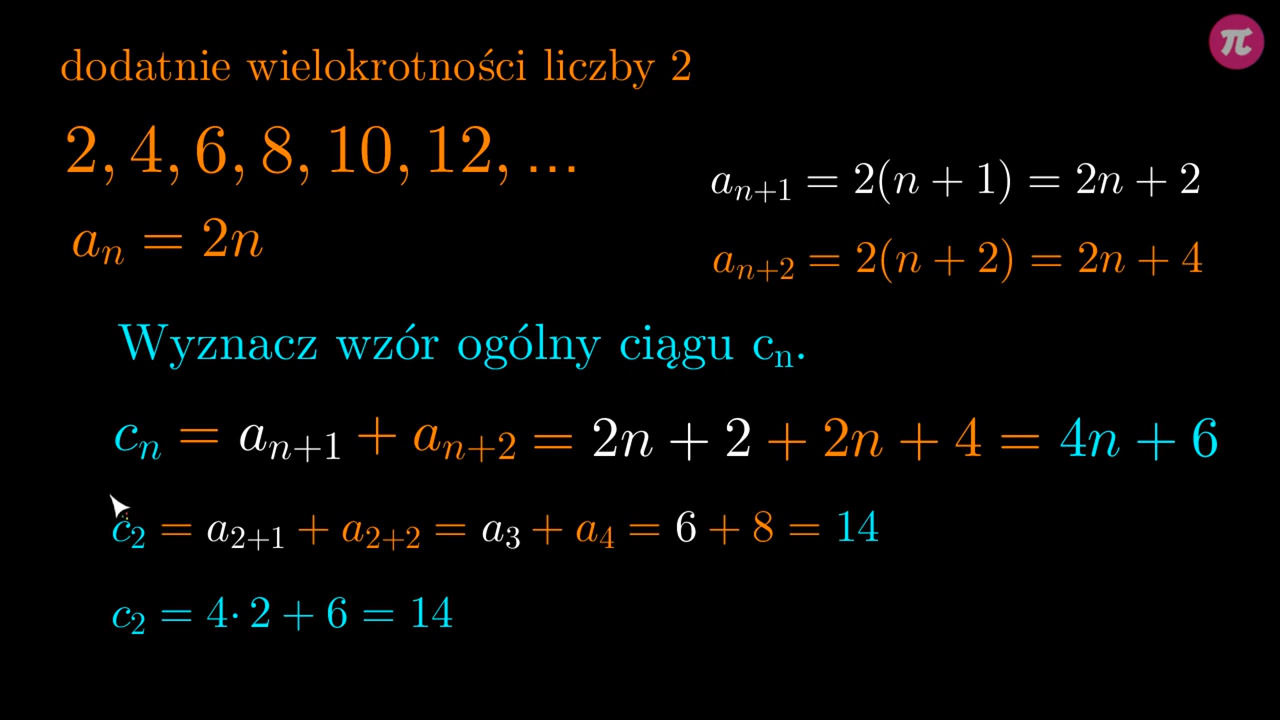 dodatnie wielokrotności liczby 2
2, 4, 6, 8, 10, 12, ...
aₙ = 2n
aₙ₊₁ = 2(n + 1) = 2n + 2
aₙ₊₂ = 2(n + 2) = 2n + 4
Wyznacz wzór ogólny ciągu cₙ.
cₙ = aₙ₊₁ + aₙ₊₂ = 2n + 2 + 2n + 4 = 4n + 6
c₂ = a₂₊₁ + a₂₊₂ = a₃ + a₄ = 6 + 8 = 14
c₂ = 4· 2 + 6 = 14
π